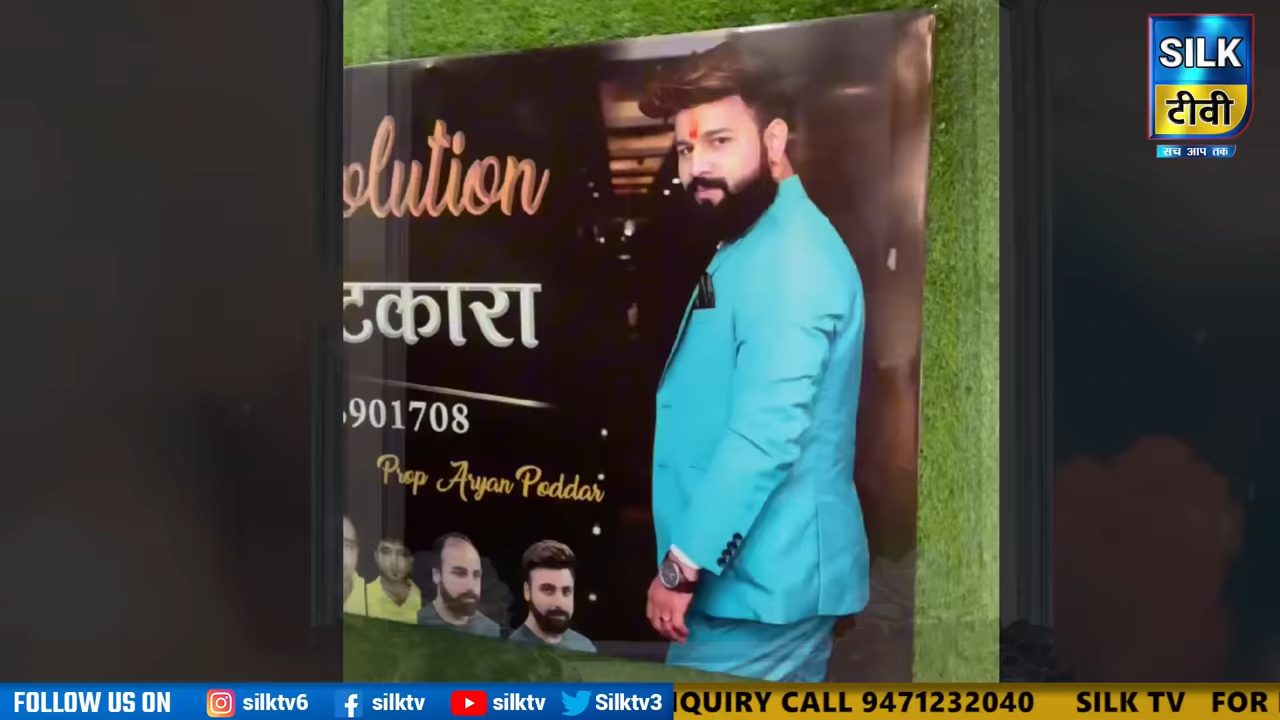 SILK
टीवी
सच आप तक
olution
टकारा
901708
Prop Aryan Poddar
FOLLOW US ON silktv6 silktv silktv Silktv3 NQUIRY CALL 9471232040 SILK TV FOR